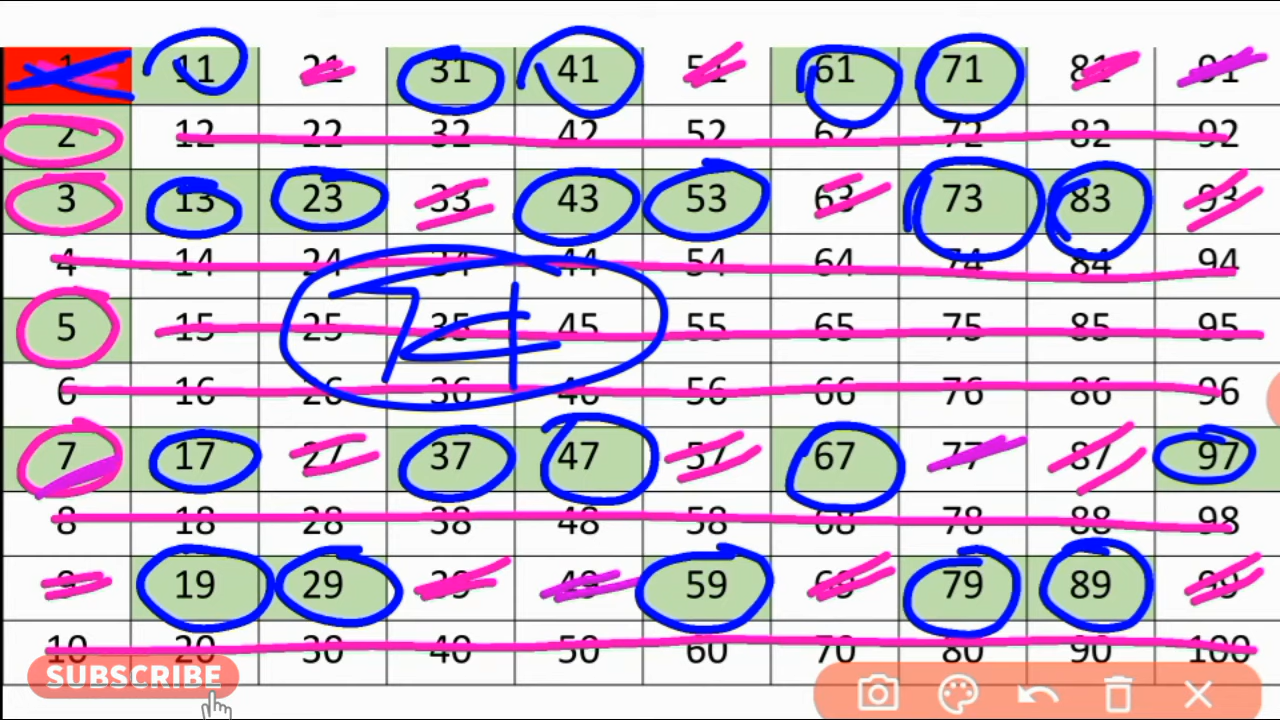 1 11 21 31 41 51 61 71 81 91
2 12 22 32 42 52 62 72 82 92
3 13 23 33 43 53 63 73 83 93
4 14 24 34 44 54 64 74 84 94
5 15 25 35 45 55 65 75 85 95
6 16 26 36 46 56 66 76 86 96
7 17 27 37 47 57 67 77 87 97
8 18 28 38 48 58 68 78 88 98
9 19 29 39 49 59 69 79 89 99
10 20 30 40 50 60 70 80 90 100
SUBSCRIBE